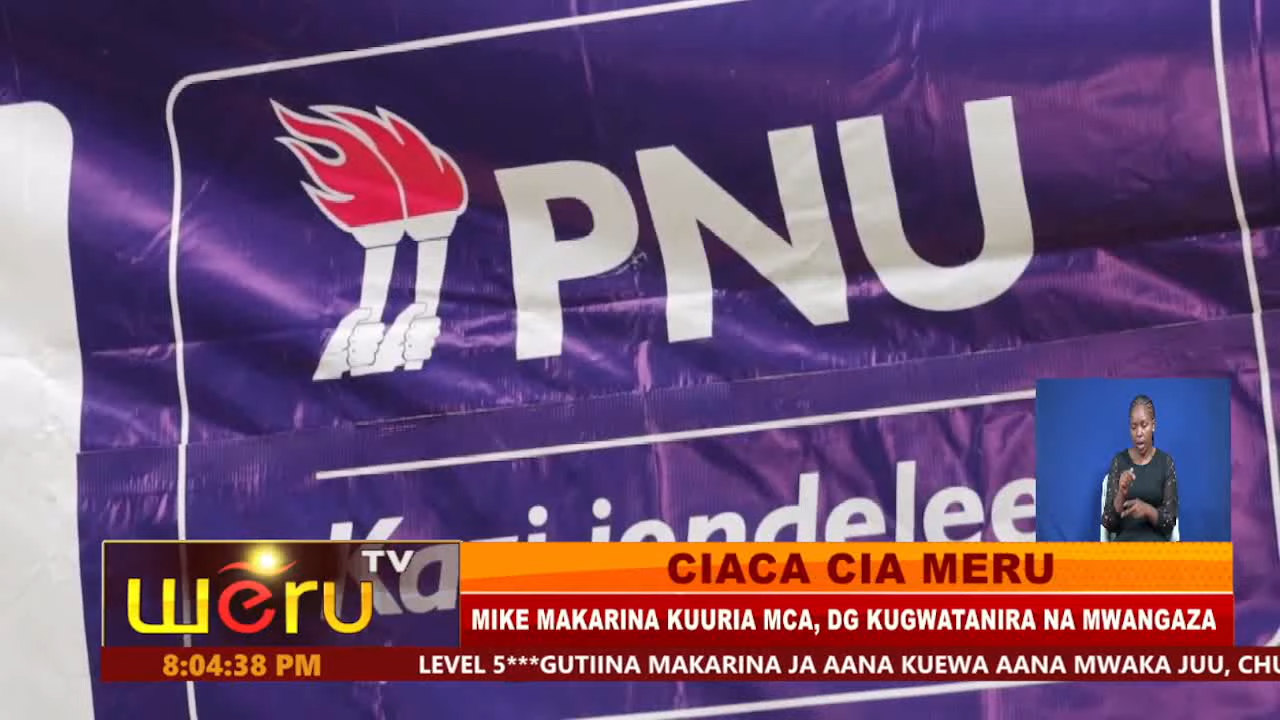 PNU
Kazi iendelee
weru TV
CIACA CIA MERU
MIKE MAKARINA KUURIA MCA, DG KUGWATANIRA NA MWANGAZA
8:04:38 PM
LEVEL 5***GUTIINA MAKARINA JA AANA KUEWA AANA MWAKA JUU, CHU